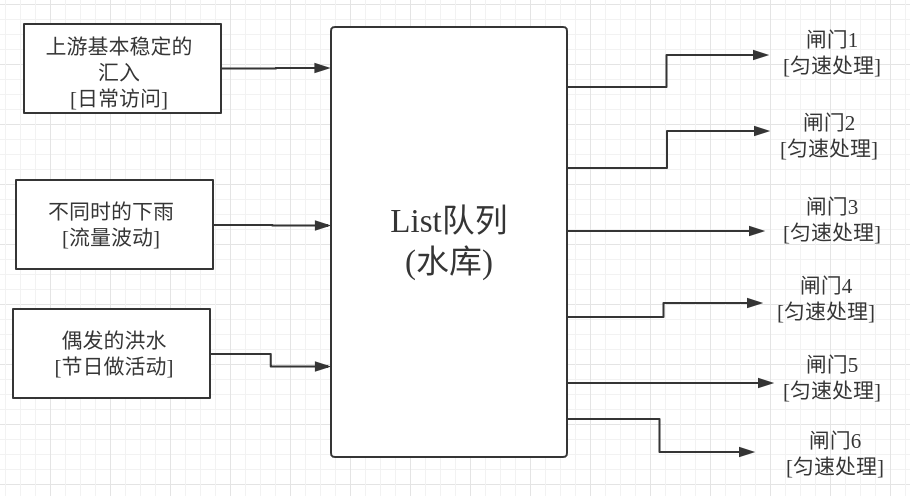 上游基本稳定的
汇入
[日常访问]
不同时的下雨
[流量波动]
偶发的洪水
[节日做活动]
List队列
(水库)
闸门1
[匀速处理]
闸门2
[匀速处理]
闸门3
[匀速处理]
闸门4
[匀速处理]
闸门5
[匀速处理]
闸门6
[匀速处理]